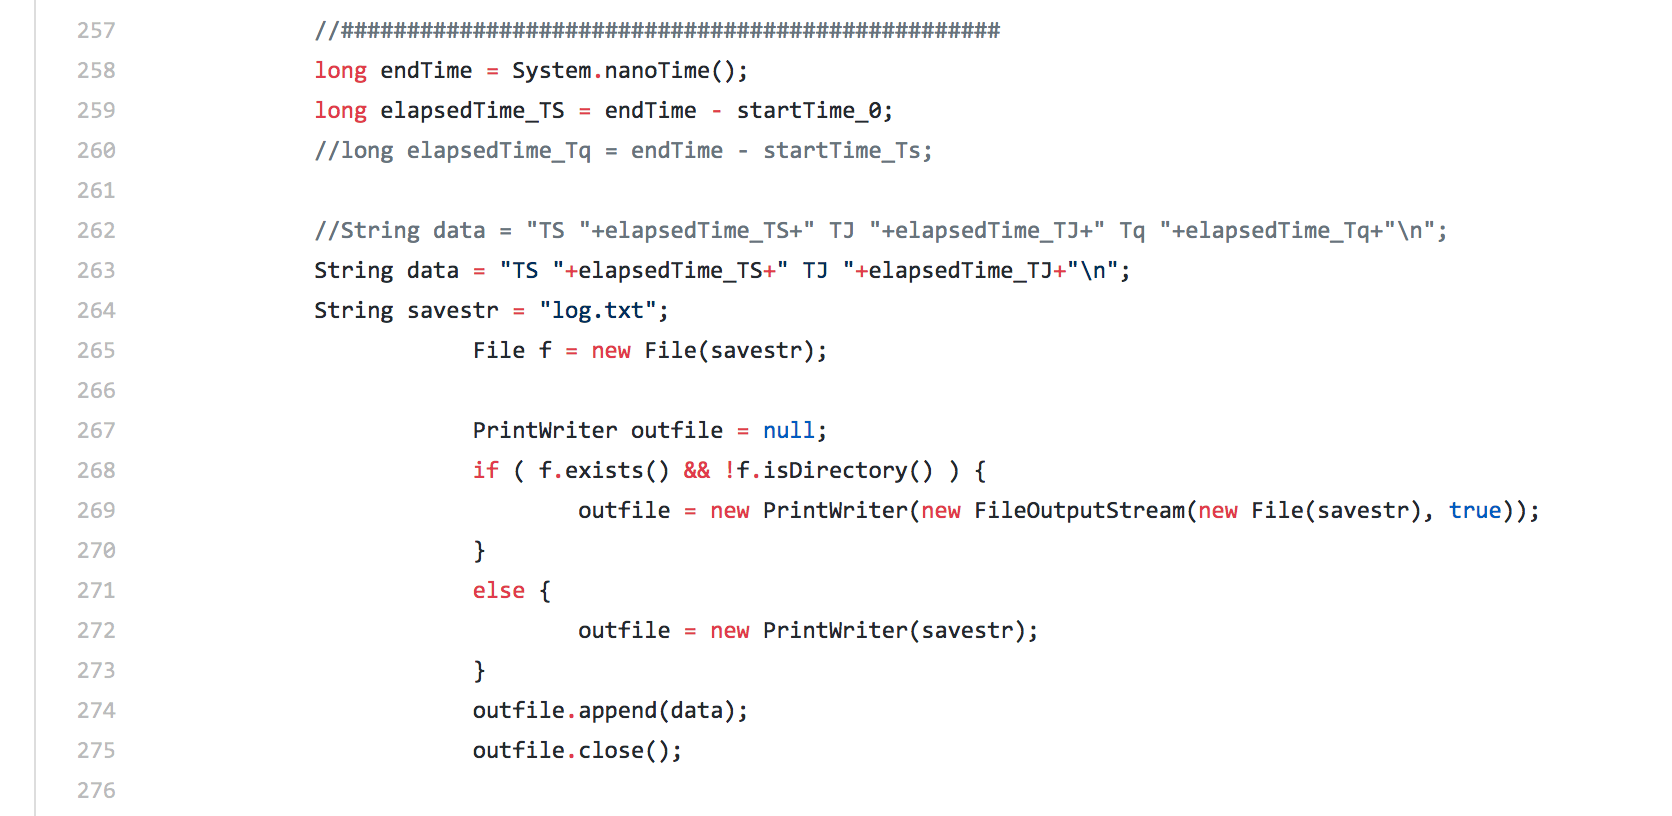 257 //##################################################
258 long endTime = System.nanoTime();
259 long elapsedTime_TS = endTime - startTime_0;
260 //long elapsedTime_Tq = endTime - startTime_Ts;
261
262 //String data = "TS "+elapsedTime_TS+" TJ "+elapsedTime_TJ+" Tq "+elapsedTime_Tq+"\n";
263 String data = "TS "+elapsedTime_TS+" TJ "+elapsedTime_TJ+"\n";
264 String savestr = "log.txt";
265 File f = new File(savestr);
266
267 PrintWriter outfile = null;
268 if ( f.exists() && !f.isDirectory() ) {
269 outfile = new PrintWriter(new FileOutputStream(new File(savestr), true));
270 }
271 else {
272 outfile = new PrintWriter(savestr);
273 }
274 outfile.append(data);
275 outfile.close();
276